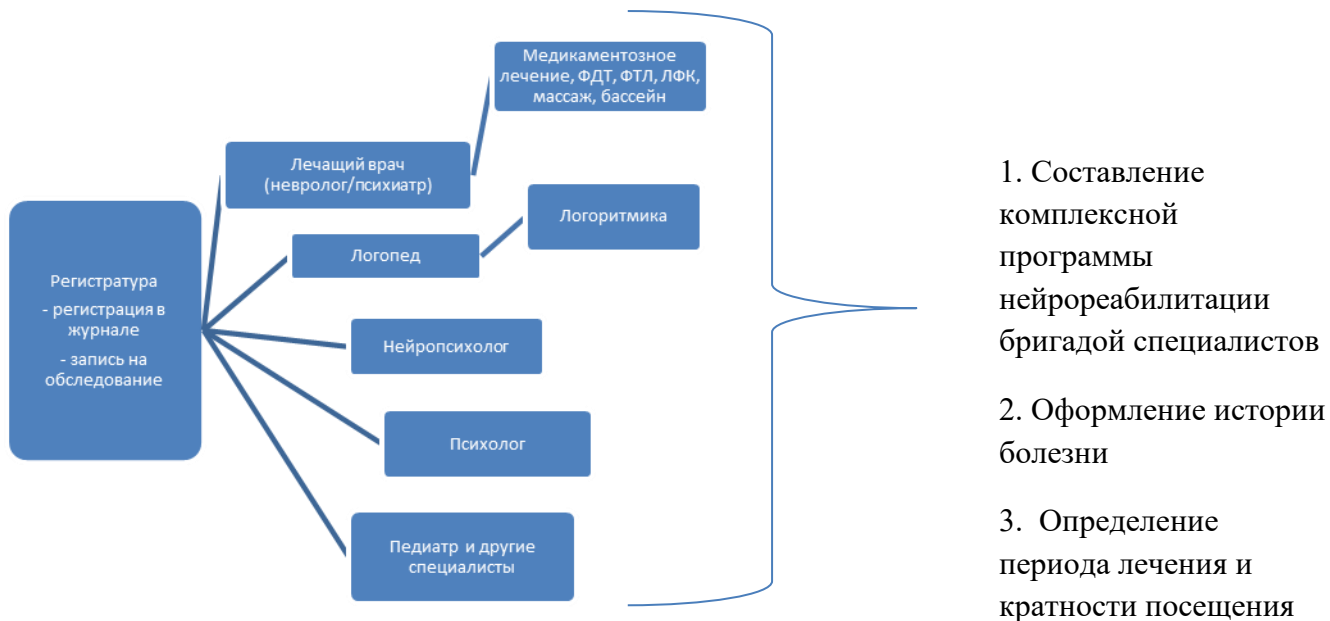 Регистратура
- регистрация в
журнале
- запись на
обследование
Лечащий врач
(невролог/психиатр)
Медикаментозное
лечение, ФДТ, ФТЛ, ЛФК,
массаж, бассейн
Логопед
Логоритмика
Нейропсихолог
Психолог
Педиатр и другие
специалисты
1. Составление
комплексной
программы
нейрореабилитации
бригадой специалистов
2. Оформление истории
болезни
3. Определение
периода лечения и
кратности посещения